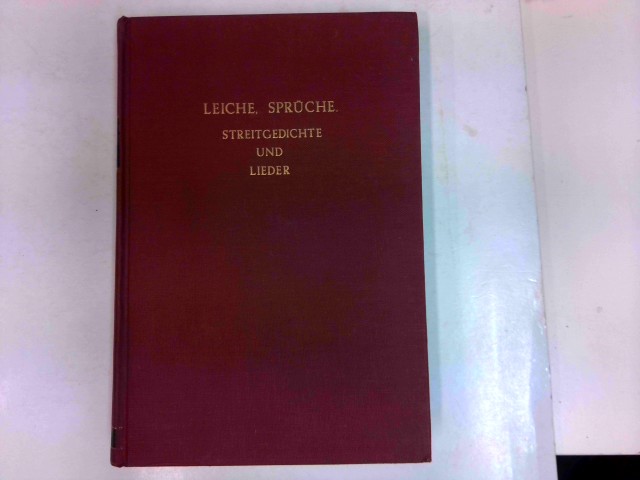 LEICHE, SPRÜCHE.
STREITGEDICHTE
UND
LIEDER